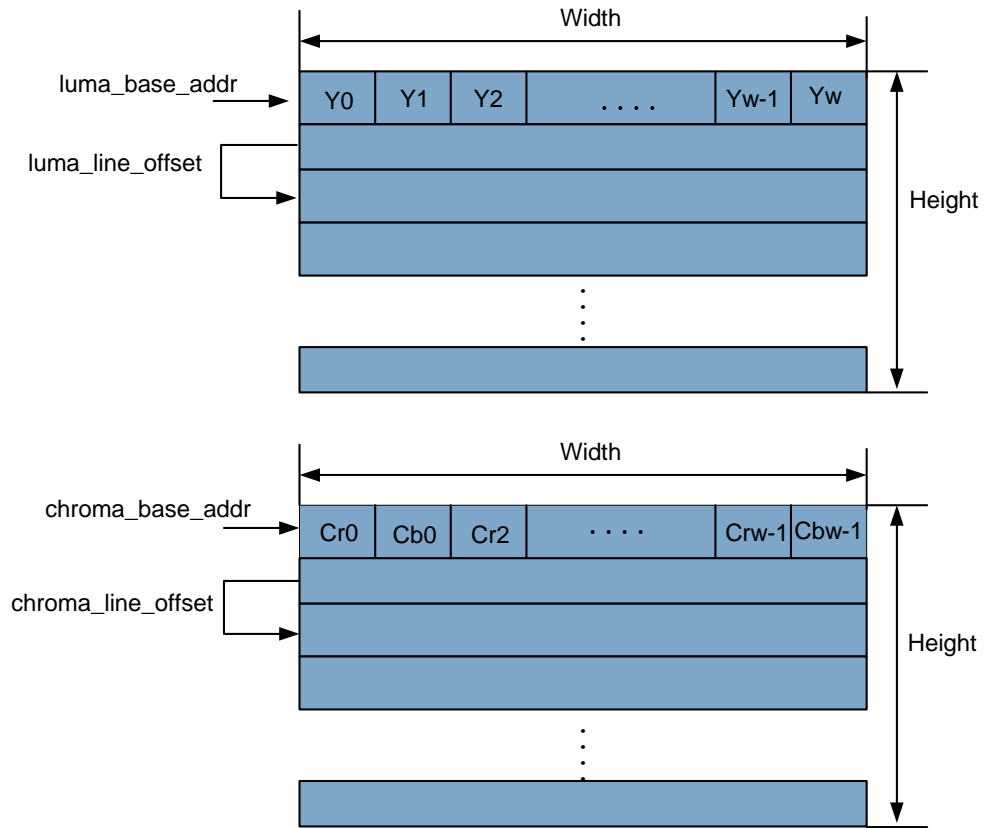 Width
luma_base_addr
Y0 Y1 Y2 . . . . Yw-1 Yw
luma_line_offset
Height
Width
chroma_base_addr
Cr0 Cb0 Cr2 . . . . Crw-1 Cbw-1
chroma_line_offset
Height